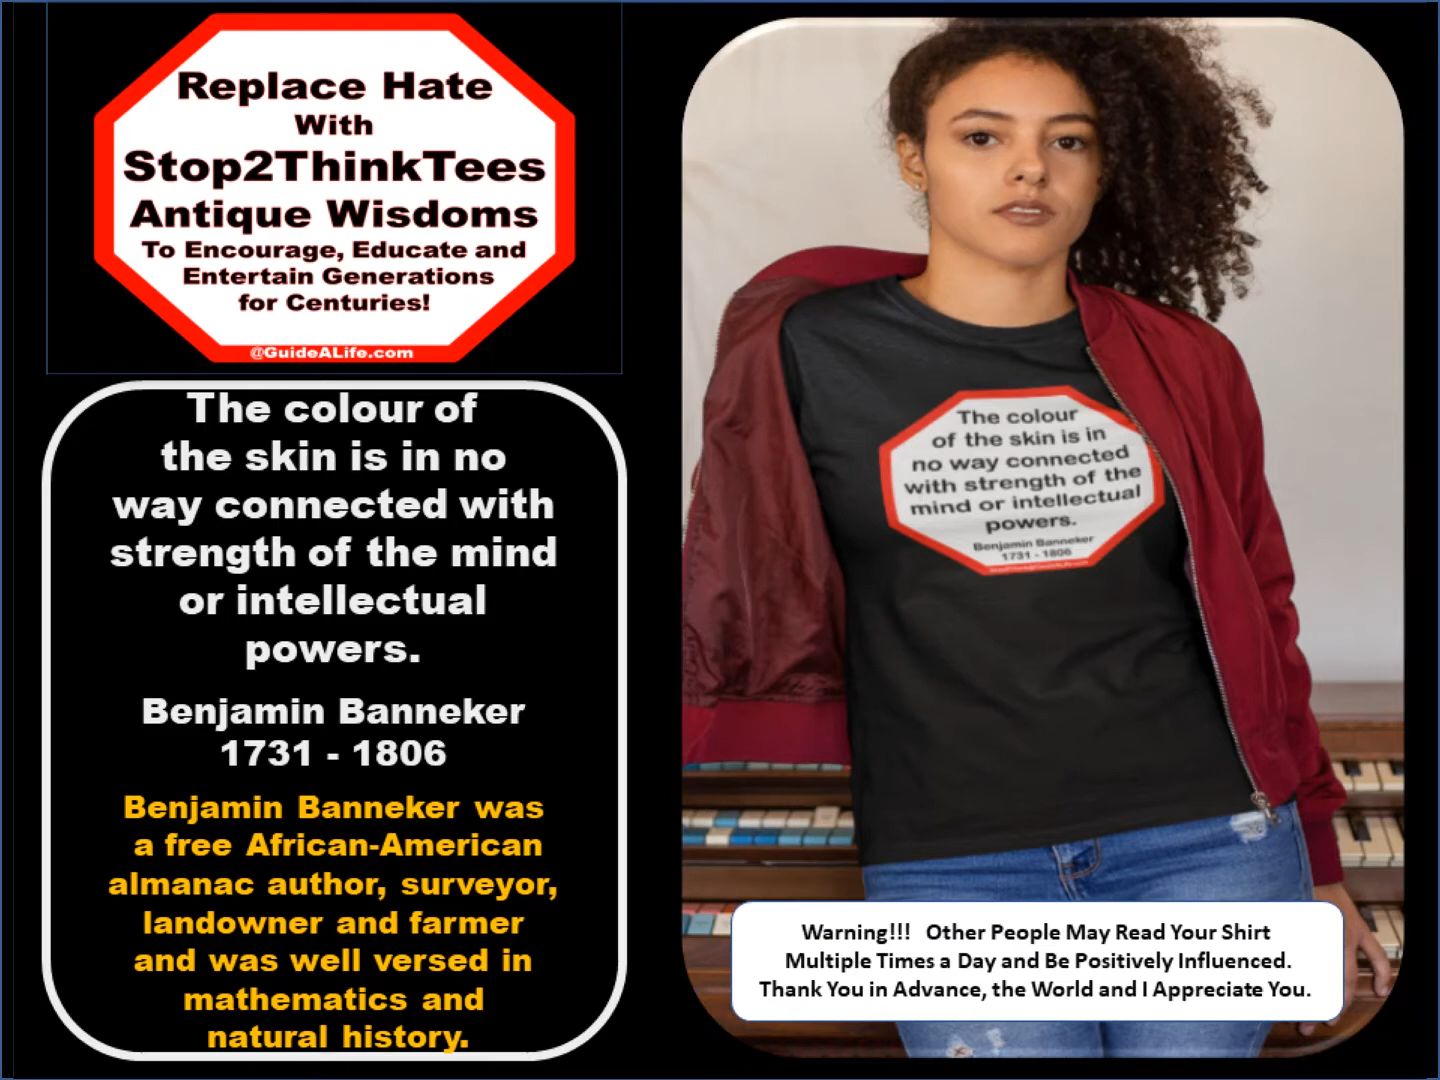 Replace Hate
With
Stop2ThinkTees
Antique Wisdoms
To Encourage, Educate and
Entertain Generations
for Centuries!
@GuideALife.com
The colour of
the skin is in no
way connected with
strength of the mind
or intellectual
powers.
Benjamin Banneker
1731 - 1806
Benjamin Banneker was
a free African-American
almanac author, surveyor,
landowner and farmer
and was well versed in
mathematics and
natural history.
The colour
of the skin is in
no way connected
with strength of the
mind or intellectual
powers.
Benjamin Banneker
1731 - 1806
Warning!!! Other People May Read Your Shirt
Multiple Times a Day and Be Positively Influenced.
Thank You in Advance, the World and I Appreciate You.